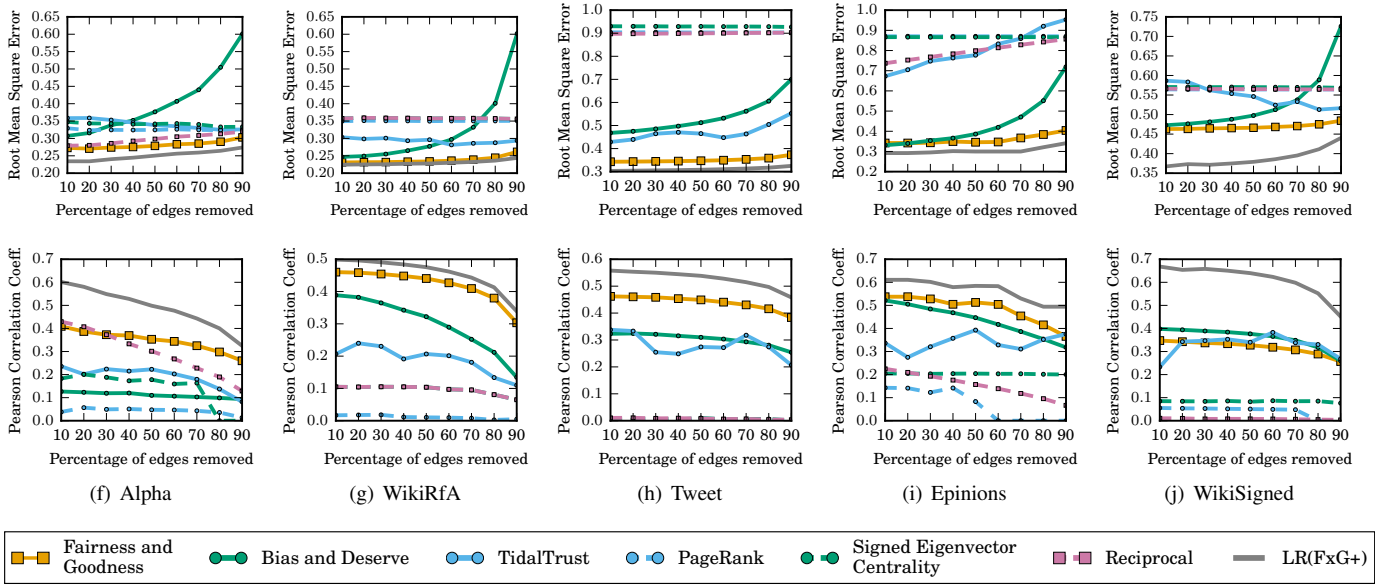 Root Mean Square Error
0.65
0.60
0.55
0.50
0.45
0.40
0.35
0.30
0.25
0.20
10 20 30 40 50 60 70 80 90
Percentage of edges removed
Root Mean Square Error
0.65
0.60
0.55
0.50
0.45
0.40
0.35
0.30
0.25
0.20
10 20 30 40 50 60 70 80 90
Percentage of edges removed
Root Mean Square Error
1.0
0.9
0.8
0.7
0.6
0.5
0.4
0.3
10 20 30 40 50 60 70 80 90
Percentage of edges removed
Root Mean Square Error
1.0
0.9
0.8
0.7
0.6
0.5
0.4
0.3
0.2
10 20 30 40 50 60 70 80 90
Percentage of edges removed
Root Mean Square Error
0.75
0.70
0.65
0.60
0.55
0.50
0.45
0.40
0.35
10 20 30 40 50 60 70 80 90
Percentage of edges removed
Pearson Correlation Coeff.
0.7
0.6
0.5
0.4
0.3
0.2
0.1
0.0
10 20 30 40 50 60 70 80 90
Percentage of edges removed
(f) Alpha
Pearson Correlation Coeff.
0.5
0.4
0.3
0.2
0.1
0.0
10 20 30 40 50 60 70 80 90
Percentage of edges removed
(g) WikiRfA
Pearson Correlation Coeff.
0.6
0.5
0.4
0.3
0.2
0.1
0.0
10 20 30 40 50 60 70 80 90
Percentage of edges removed
(h) Tweet
Pearson Correlation Coeff.
0.7
0.6
0.5
0.4
0.3
0.2
0.1
0.0
10 20 30 40 50 60 70 80 90
Percentage of edges removed
(i) Epinions
Pearson Correlation Coeff.
0.7
0.6
0.5
0.4
0.3
0.2
0.1
0.0
10 20 30 40 50 60 70 80 90
Percentage of edges removed
(j) WikiSigned
Fairness and
Goodness
Bias and Deserve
TidalTrust
PageRank
Signed Eigenvector
Centrality
Reciprocal
LR(FxG+)